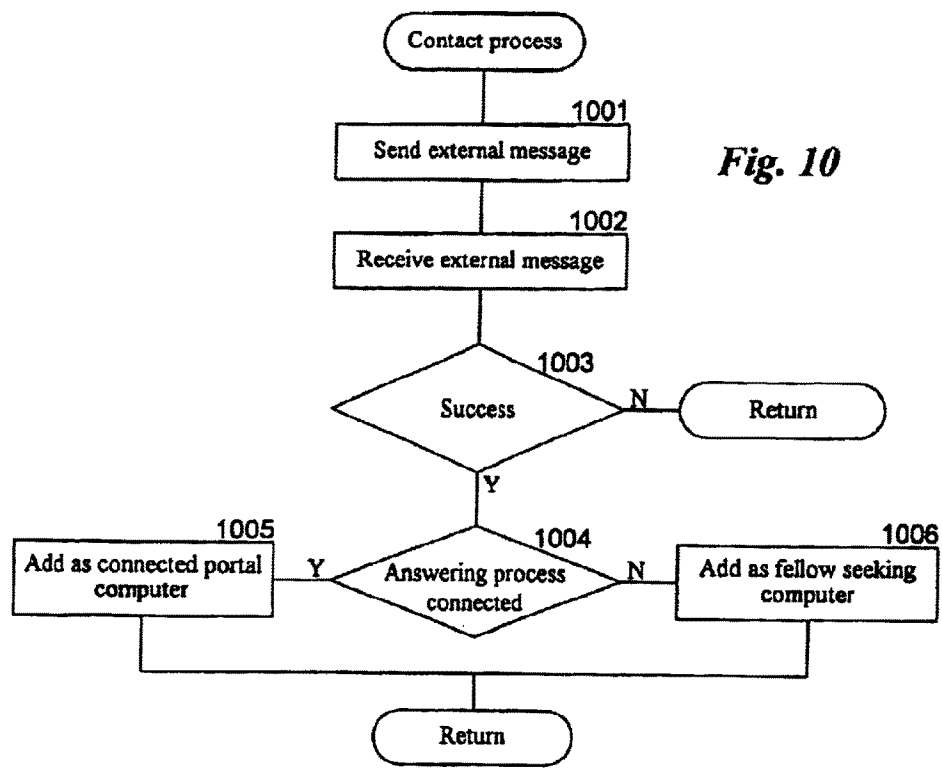 Contact process
1001
Send external message
Fig. 10
1002
Receive external message
1003
Success
N
Return
Y
1004
Answering process
connected
Y
N
1005
Add as connected portal
computer
1006
Add as fellow seeking
computer
Return